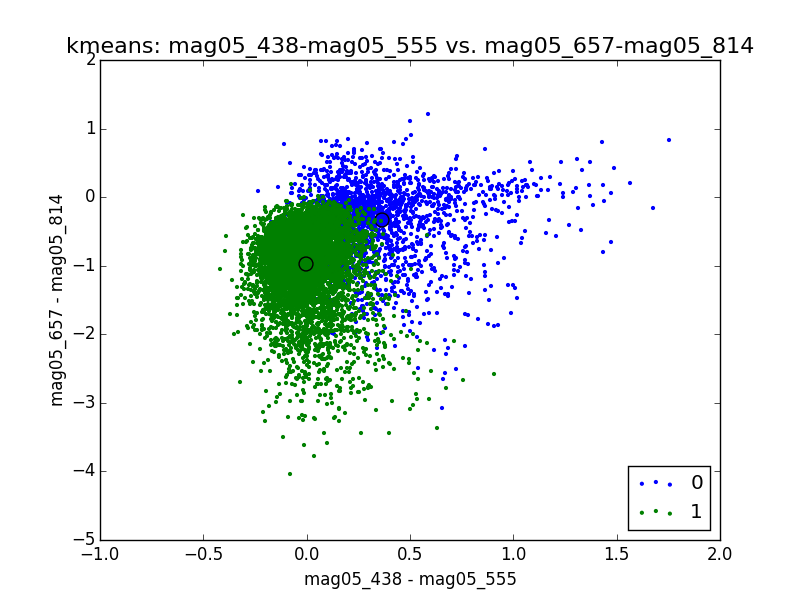 kmeans: mag05_438-mag05_555 vs. mag05_657-mag05_814
2
1
0
−1
−2
−3
−4
−5
mag05_657 - mag05_814
−1.0 −0.5 0.0 0.5 1.0 1.5 2.0
mag05_438 - mag05_555
0
1